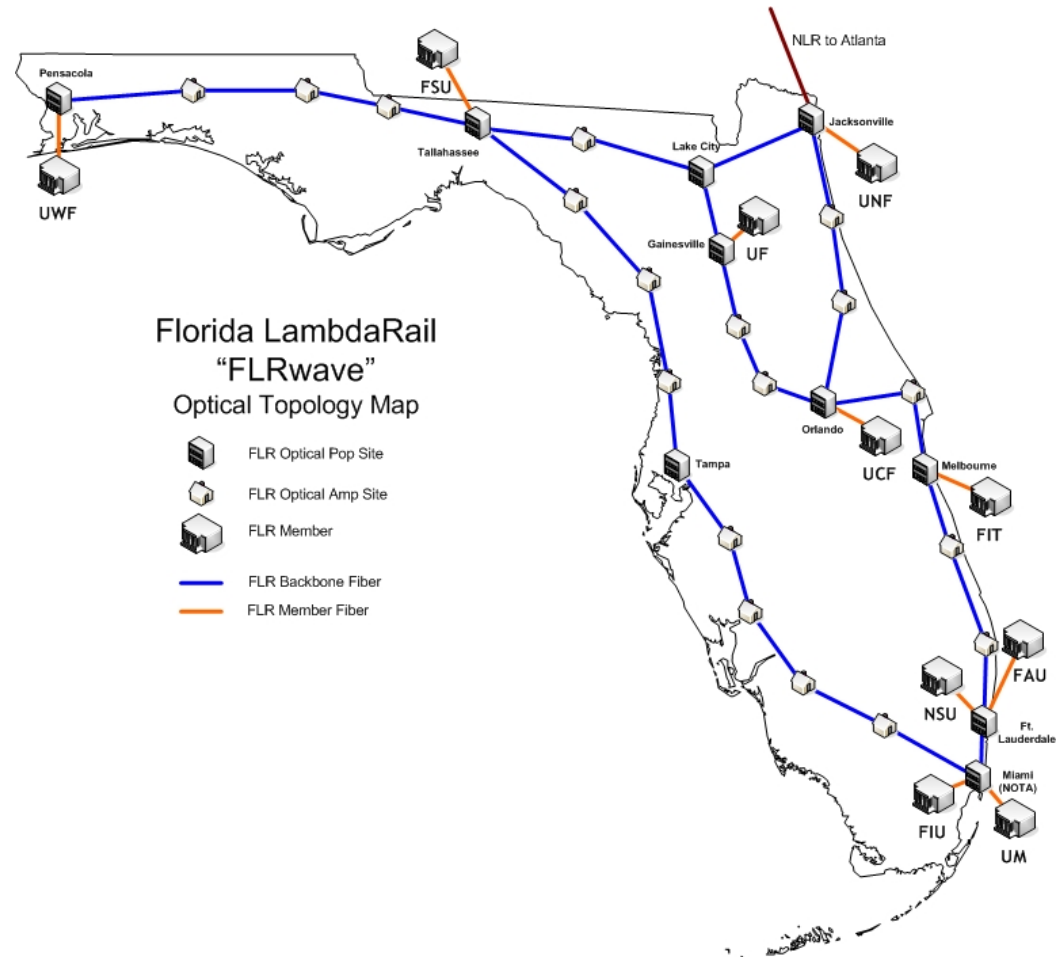 NLR to Atlanta
FSU
Pensacola
Jacksonville
Tallahassee
Lake City
UNF
UWF
Gainesville
UF
Florida LambdaRail
“FLRwave”
Optical Topology Map
FLR Optical Pop Site
FLR Optical Amp Site
FLR Member
FLR Backbone Fiber
FLR Member Fiber
Orlando
UCF
Tampa
Melbourne
FIT
FAU
NSU
Ft.
Lauderdale
Miami
(NOTA)
FIU
UM